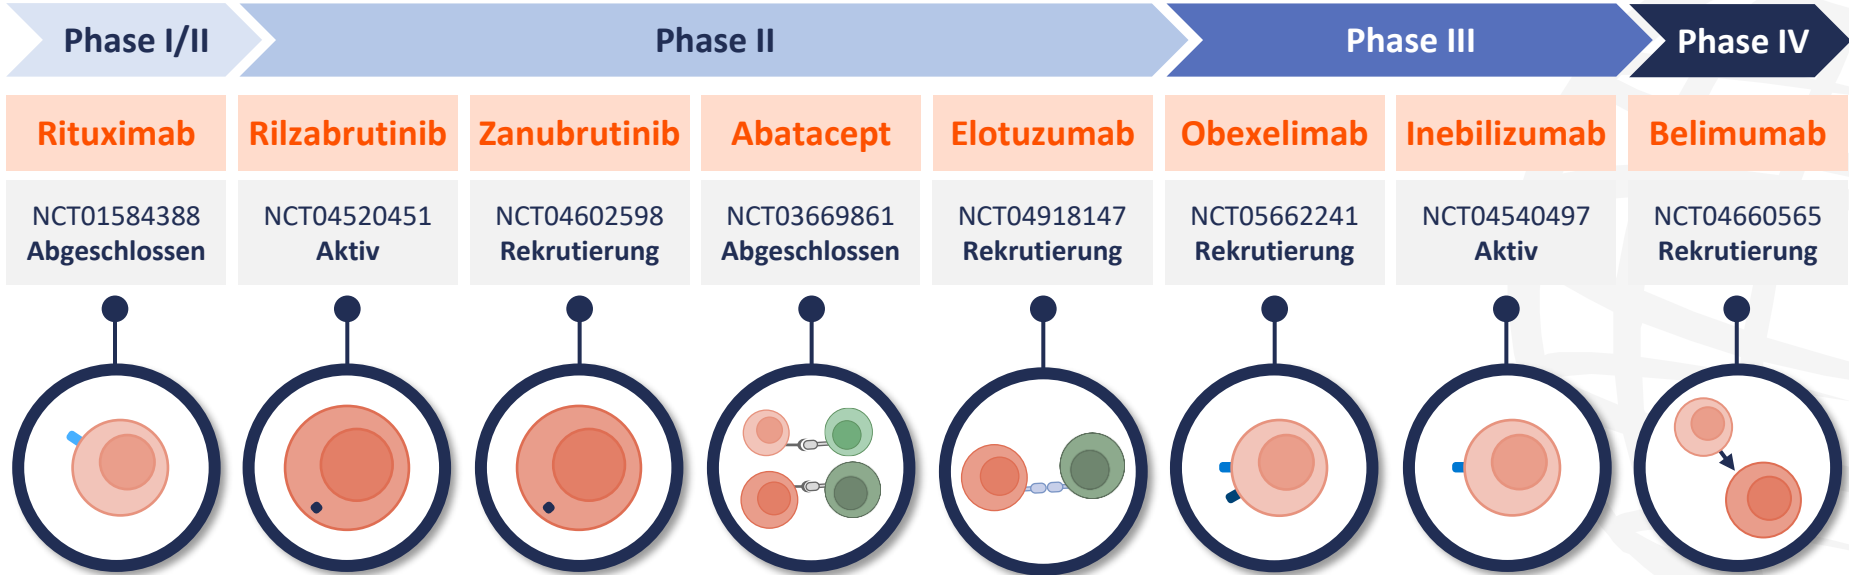 Phase I/II
Phase II
Phase III
Phase IV
Rituximab
Rilzabrutinib
Zanubrutinib
Abatacept
Elotuzumab
Obexelimab
Inebilizumab
Belimumab
NCT01584388
Abgeschlossen
NCT04520451
Aktiv
NCT04602598
Rekrutierung
NCT03669861
Abgeschlossen
NCT04918147
Rekrutierung
NCT05662241
Rekrutierung
NCT04540497
Aktiv
NCT04660565
Rekrutierung